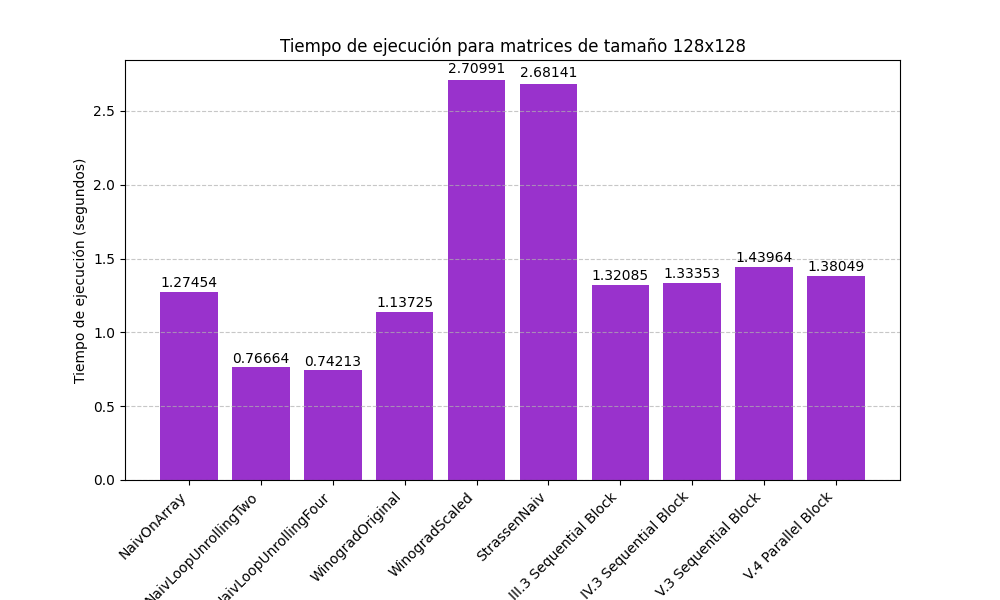 Tiempo de ejecución para matrices de tamaño 128x128
Tiempo de ejecución (segundos)
2.5
2.0
1.5
1.0
0.5
0.0
1.27454
0.76664
0.74213
1.13725
2.70991
2.68141
1.32085
1.33353
1.43964
1.38049
NaivOnArray
NaivLoopUnrollingTwo
NaivLoopUnrollingFour
WinogradOriginal
WinogradScaled
StrassenNaiv
III.3 Sequential Block
IV.3 Sequential Block
V.3 Sequential Block
V.4 Parallel Block